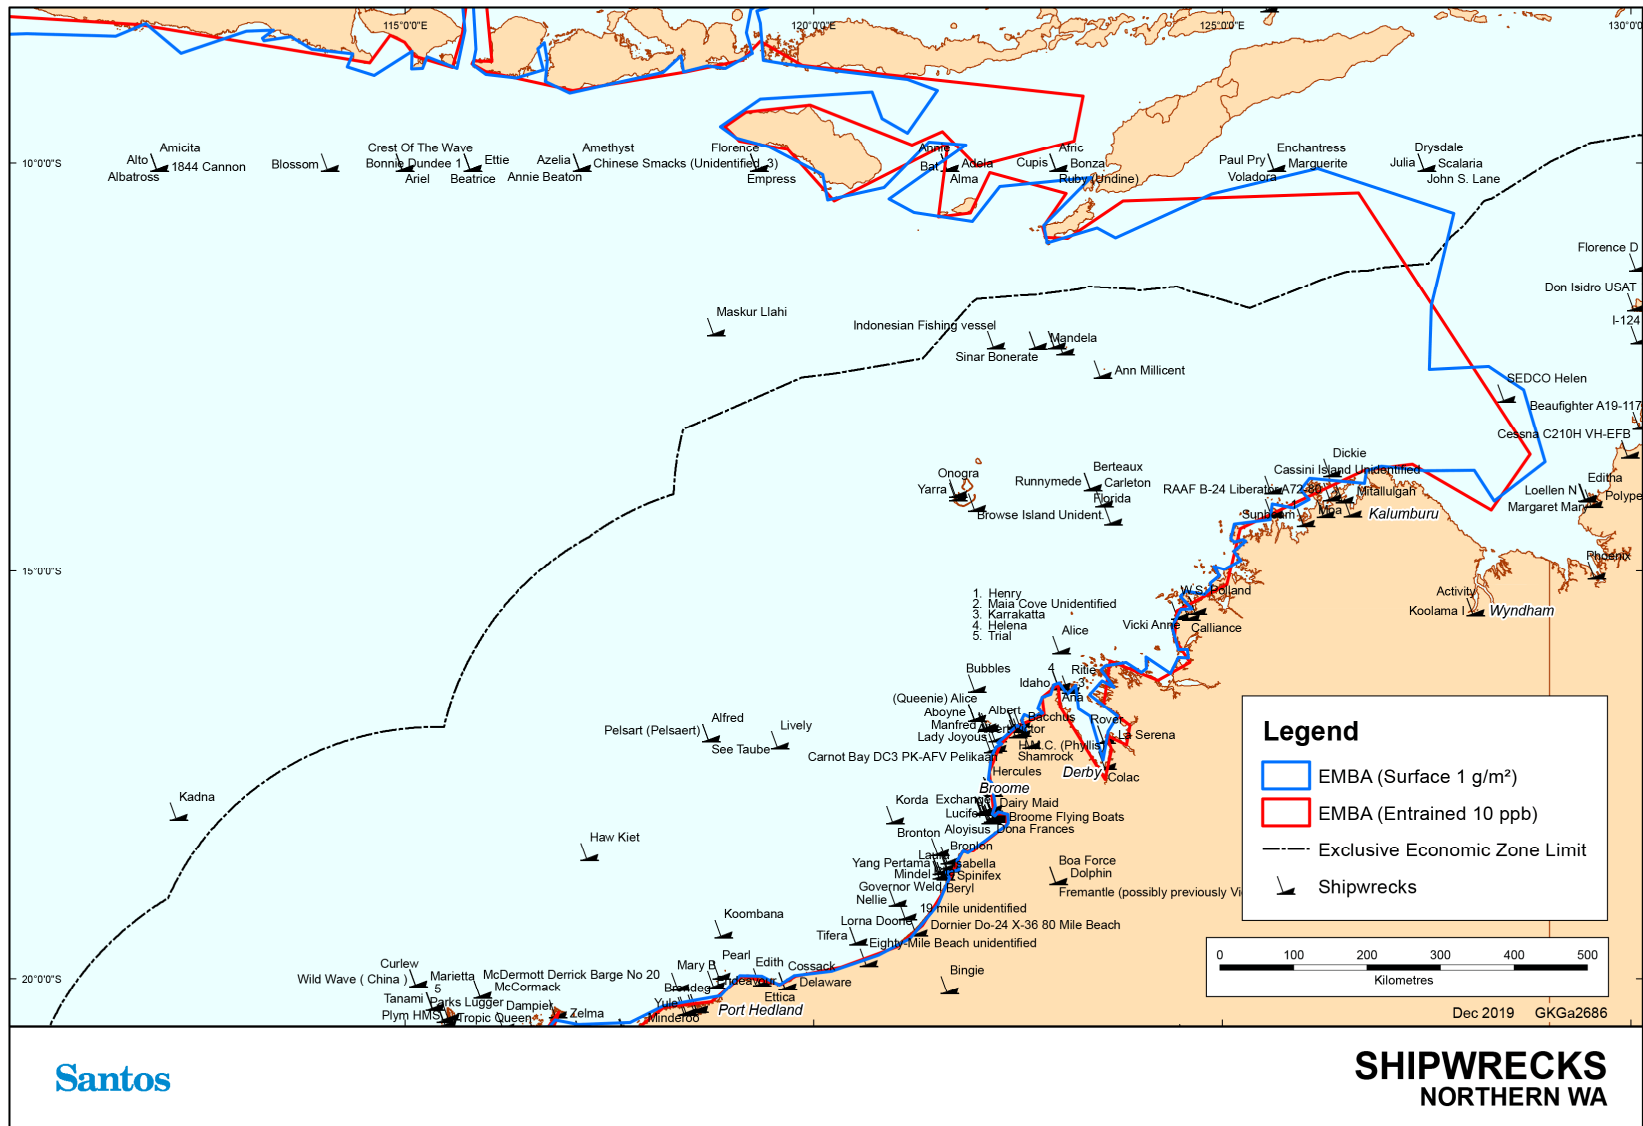 115°0'0"E
120°0'0"E
125°0'0"E
130°0'0"
Amicita
Alto
1844 Cannon
Albatross
Blossom
Crest Of The Wave
Bonnie Dundee 1
Ettie
Ariel
Beatrice
Amethyst
Azelia
Chinese Smacks (Unidentified 3)
Annie Beaton
Florence
Empress
Annie
Bat
Adela
Alma
Afric
Cupis
Bonza
Ruby (Undine)
Enchantress
Paul Pry
Marguerite
Voladora
Drysdale
Julia
Scalaria
John S. Lane
10°0'0"S
Florence D
Don Isidro USAT
I-124
Maskur Llahi
Indonesian Fishing vessel
Mandela
Sinar Bonerate
Ann Millicent
SEDCO Helen
Beaufighter A19-117
Cessna C210H VH-EFB
Dickie
Cassini Island Unidentified
Onogra
Yarra
Berteaux
Runnymede
Carleton
Florida
RAAF B-24 Liberator A72-80
Mitallulgah
Editha
Loellen N
Polype
Margaret Mary
Browse Island Unident.
Sunbeam
Mpa
Kalumburu
Phoenix
15°0'0"S
W.S. Rolland
Activity
Koolama I
Wyndham
1. Henry
2. Maia Cove Unidentified
3. Karrakatta
4. Helena
5. Trial
Vicki Anne
Calliance
Alice
Bubbles
4
Ritie
Idaho
3
Ana
(Queenie) Alice
Aboyne
Albert
Bacchus
Manfred
Rover
La Serena
Lady Joyous
H.M.C. (Phyllis)
Carnot Bay DC3 PK-AFV Pelikaan
Shamrock
Hercules
Derby
Colac
Broome
Alfred
Pelsart (Pelsaert)
Lively
See Taube
Kadna
Korda
Exchange
Dairy Maid
Lucifer
Broome Flying Boats
Aloyisus
Dona Frances
Haw Kiet
Bronton
Bronlon
Yang Pertama
Isabella
Mindel
Spinifex
Governor Weld
Beryl
Nellie
19 mile unidentified
Boa Force
Dolphin
Fremantle (possibly previously Vi
Koombana
Lorna Doone
Dornier Do-24 X-36 80 Mile Beach
Tifera
Eighty-Mile Beach unidentified
Bingie
20°0'0"S
Curlew
Wild Wave ( China )
Marietta
5
McDermott Derrick Barge No 20
McCormack
Mary B
Pearl
Edith
Cossack
Endeavour
Delaware
Ettica
Tanami
Parks Lugger
Dampier
Zelma
Plym HMS
Tropic Queen
Yule
Minderoo
Port Hedland
Legend
EMBA (Surface 1 g/m²)
EMBA (Entrained 10 ppb)
Exclusive Economic Zone Limit
Shipwrecks
0 100 200 300 400 500
Kilometres
Dec 2019 GKGa2686
Santos
SHIPWRECKS
NORTHERN WA